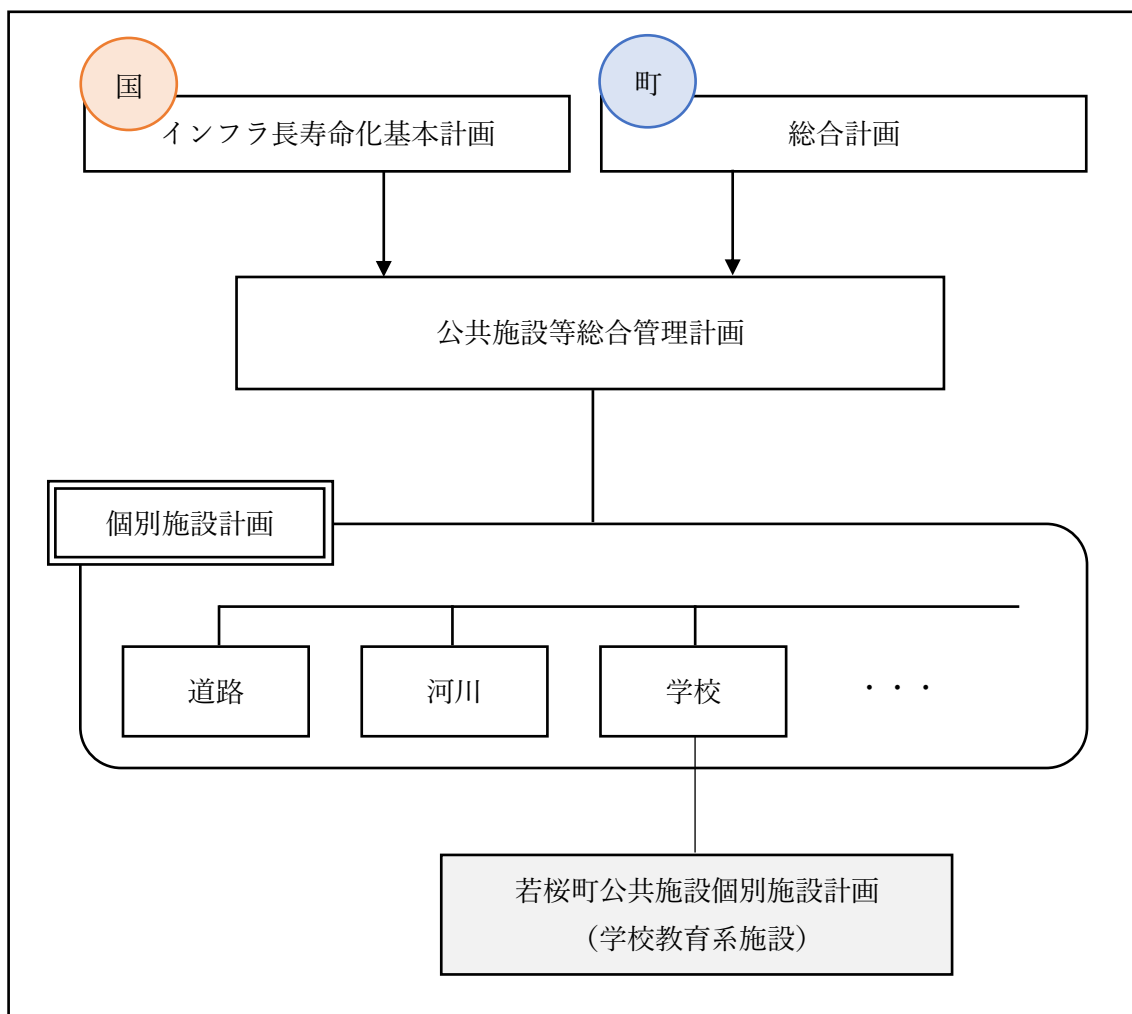 国
インフラ長寿命化基本計画
町
総合計画
公共施設等総合管理計画
個別施設計画
道路
河川
学校
・・・
若桜町公共施設個別施設計画
（学校教育系施設）